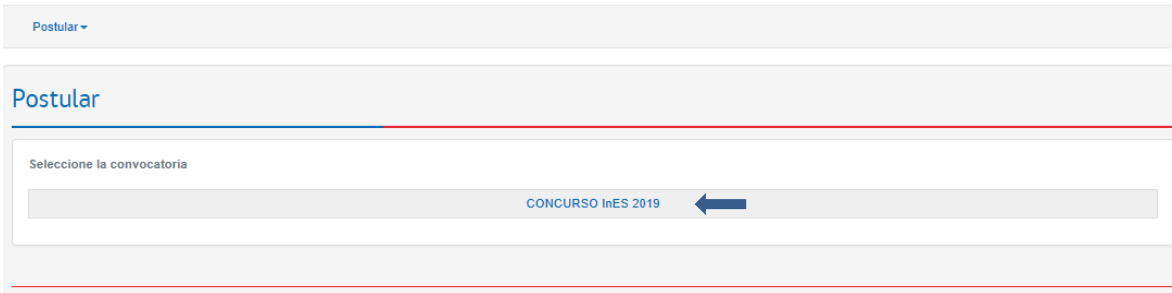 Postular
Postular
Seleccione la convocatoria
CONCURSO InES 2019